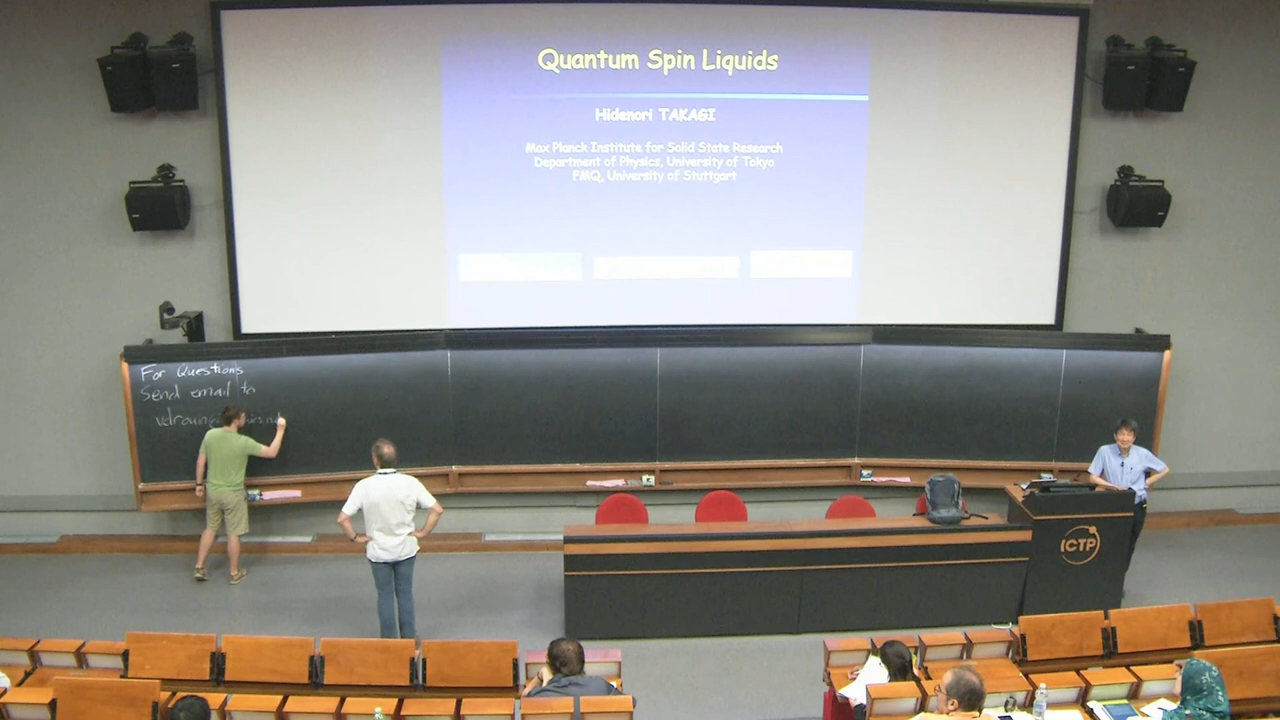 Quantum Spin Liquids
Hidenori TAKAGI
Max Planck Institute for Solid State Research
Department of Physics, University of Tokyo
FMQ, University of Stuttgart
For Questions
Send email to
ICTP